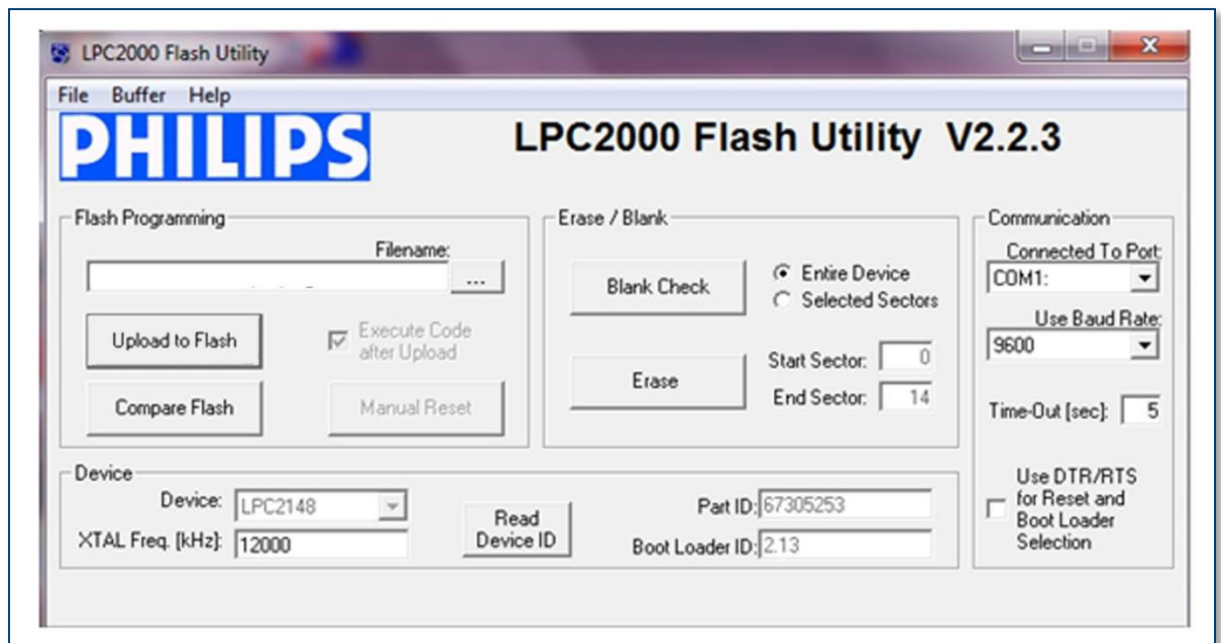 LPC2000 Flash Utility
File Buffer Help
PHILIPS
LPC2000 Flash Utility V2.2.3
Flash Programming
Filename:
...
Upload to Flash
Execute Code
after Upload
Compare Flash
Manual Reset
Erase / Blank
Blank Check
Entire Device
Selected Sectors
Erase
Start Sector: 0
End Sector: 14
Communication
Connected To Port:
COM1:
Use Baud Rate:
9600
Time-Out [sec]: 5
Use DTR/RTS
for Reset and
Boot Loader
Selection
Device
Device: LPC2148
XTAL Freq. [kHz]: 12000
Read
Device ID
Part ID: 67305253
Boot Loader ID: 2.13